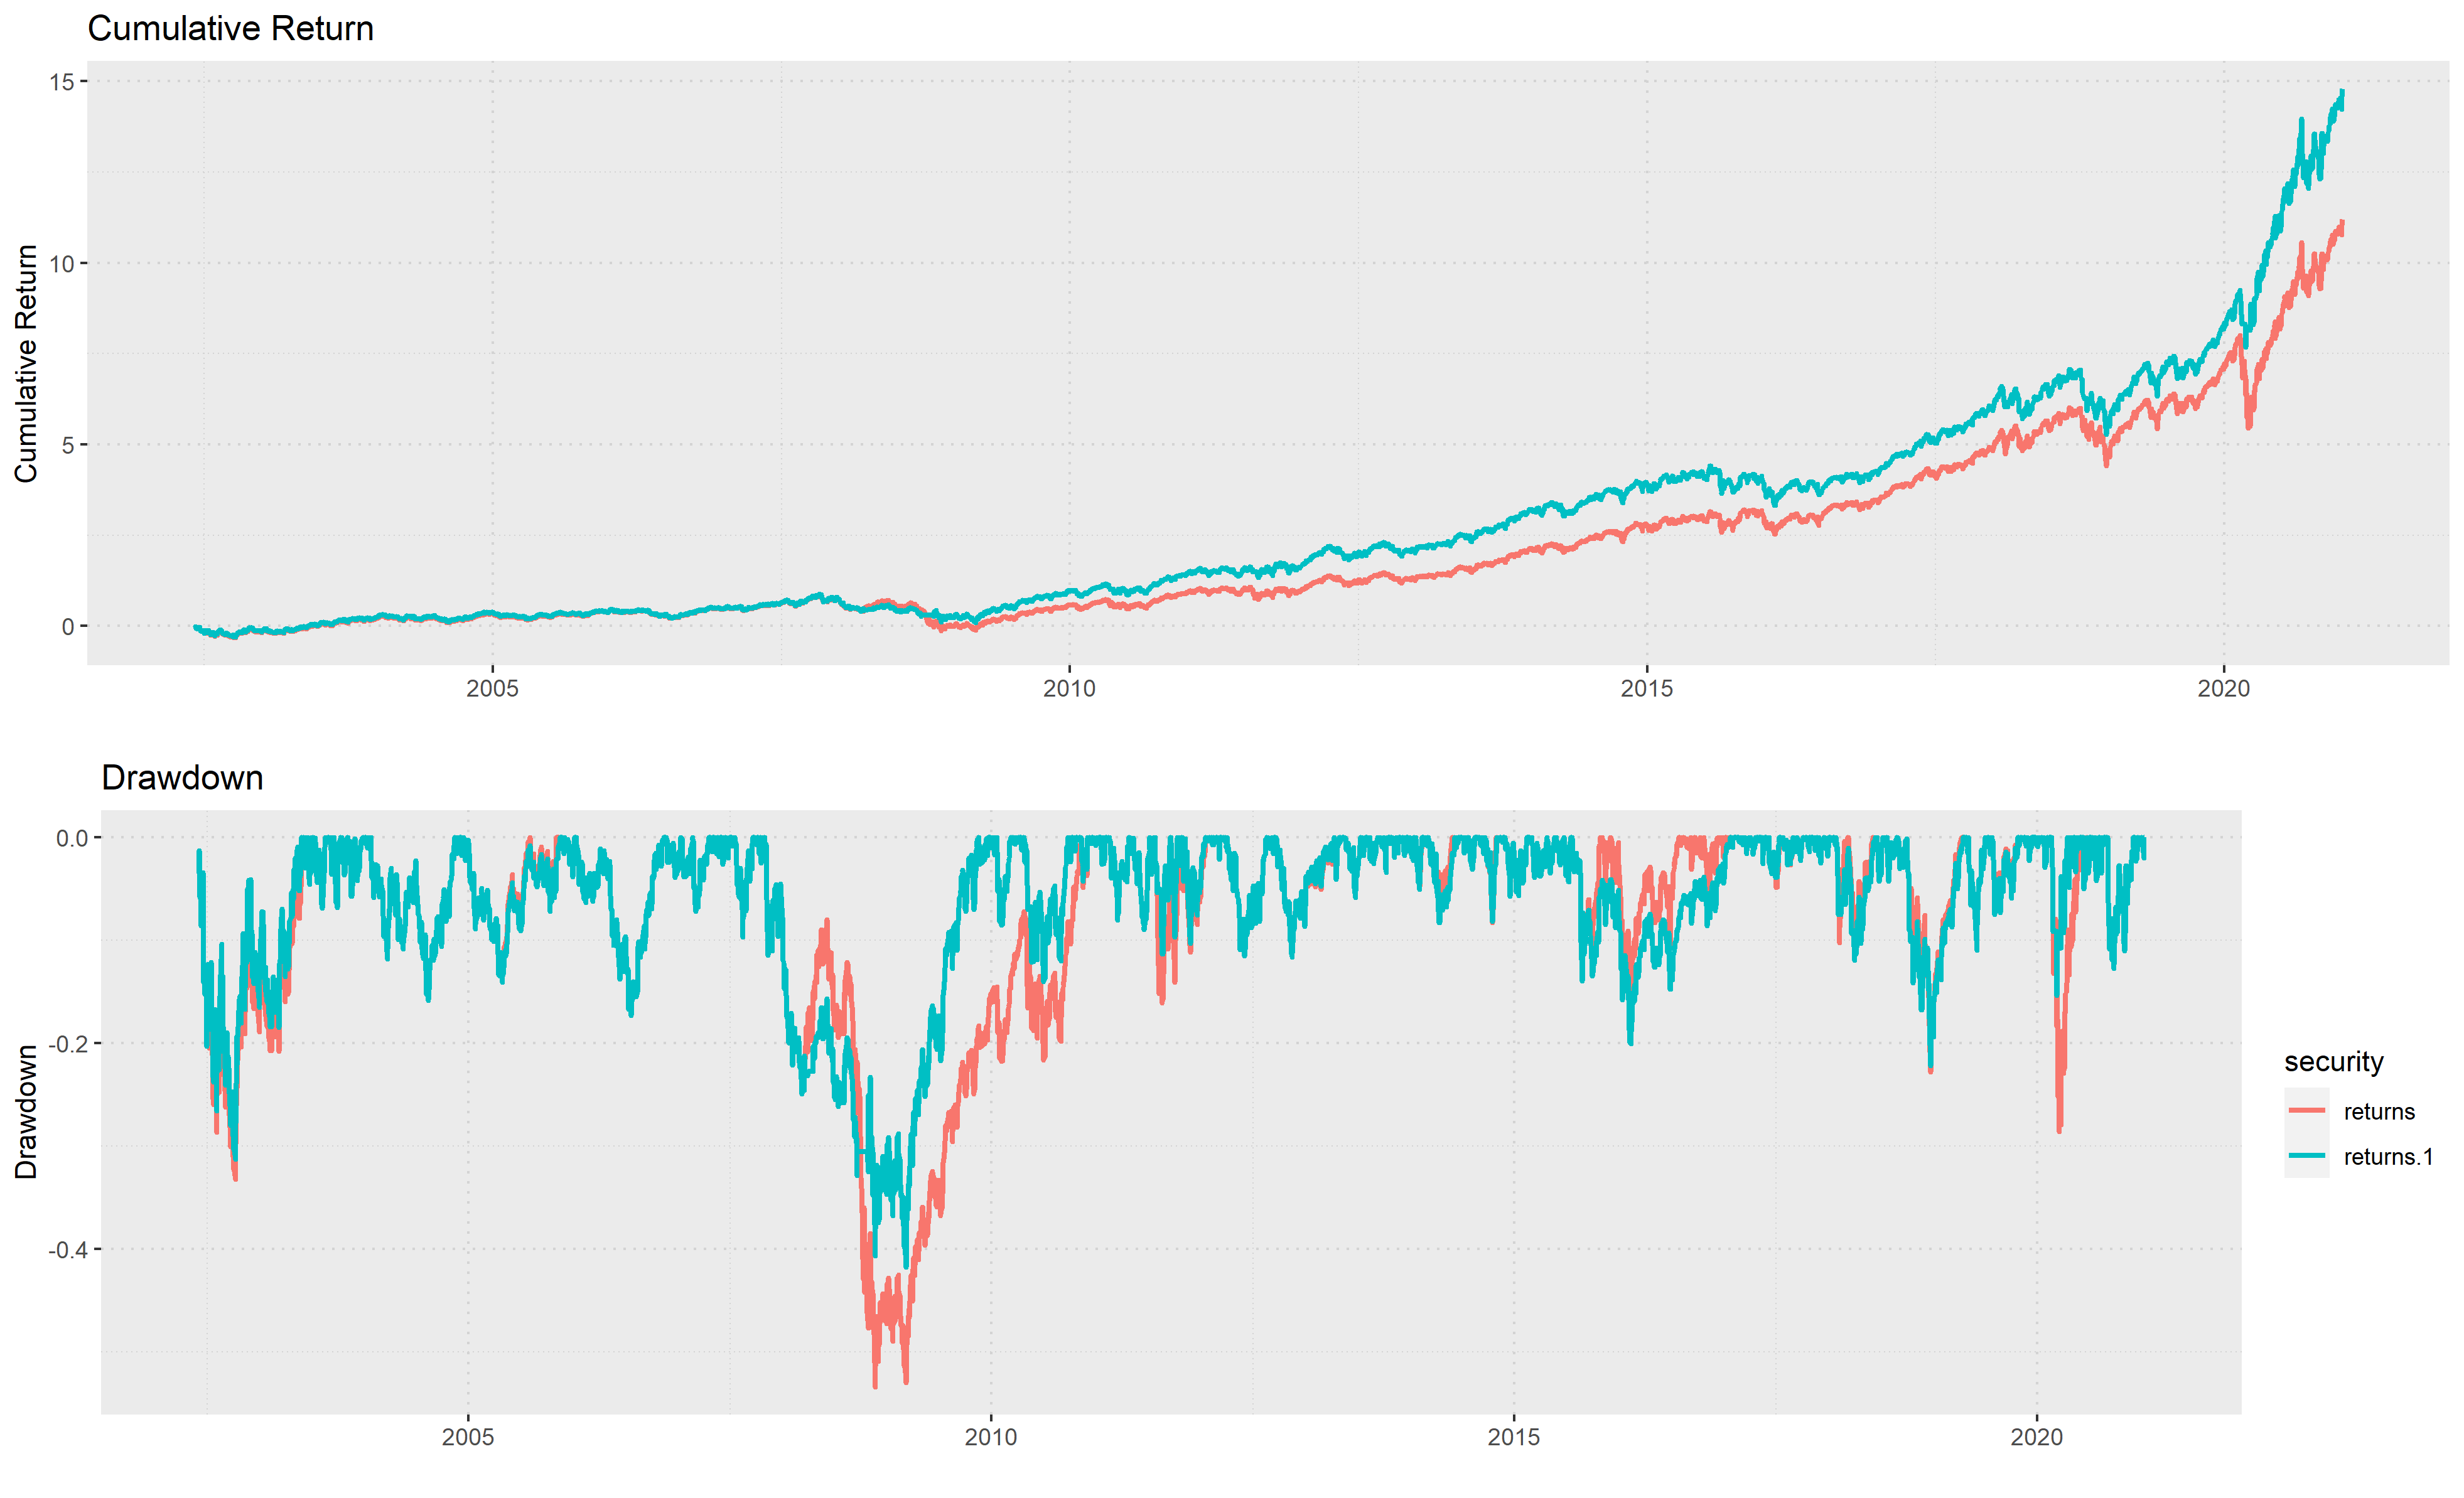 Cumulative Return
Cumulative Return
15
10
5
0
2005 2010 2015 2020
Drawdown
Drawdown
0.0
-0.2
-0.4
2005 2010 2015 2020
security
returns
returns.1